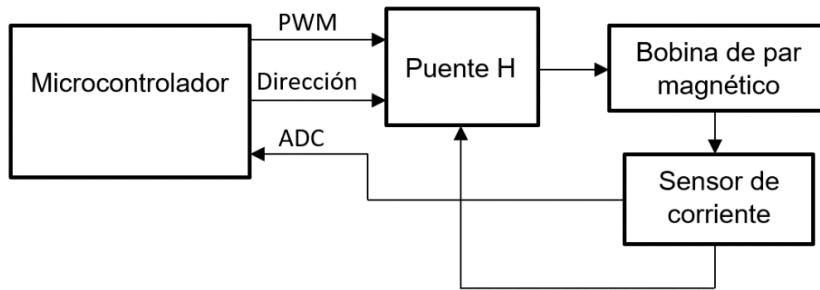 PWM
Microcontrolador
Dirección
ADC
Puente H
Bobina de par
magnético
Sensor de
corriente